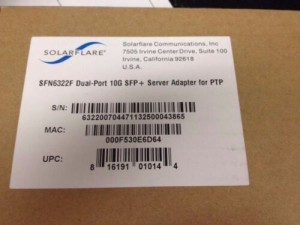 SOLARFLARE
Solarflare Communications, Inc
7505 Irvine Center Drive, Suite 100
Irvine, California 92618
U.S.A.
SFN6322F Dual-Port 10G SFP+ Server Adapter for PTP
S/N:
632200704471132500043865
MAC:
000F530E6D64
UPC:
8 16191 01014 4